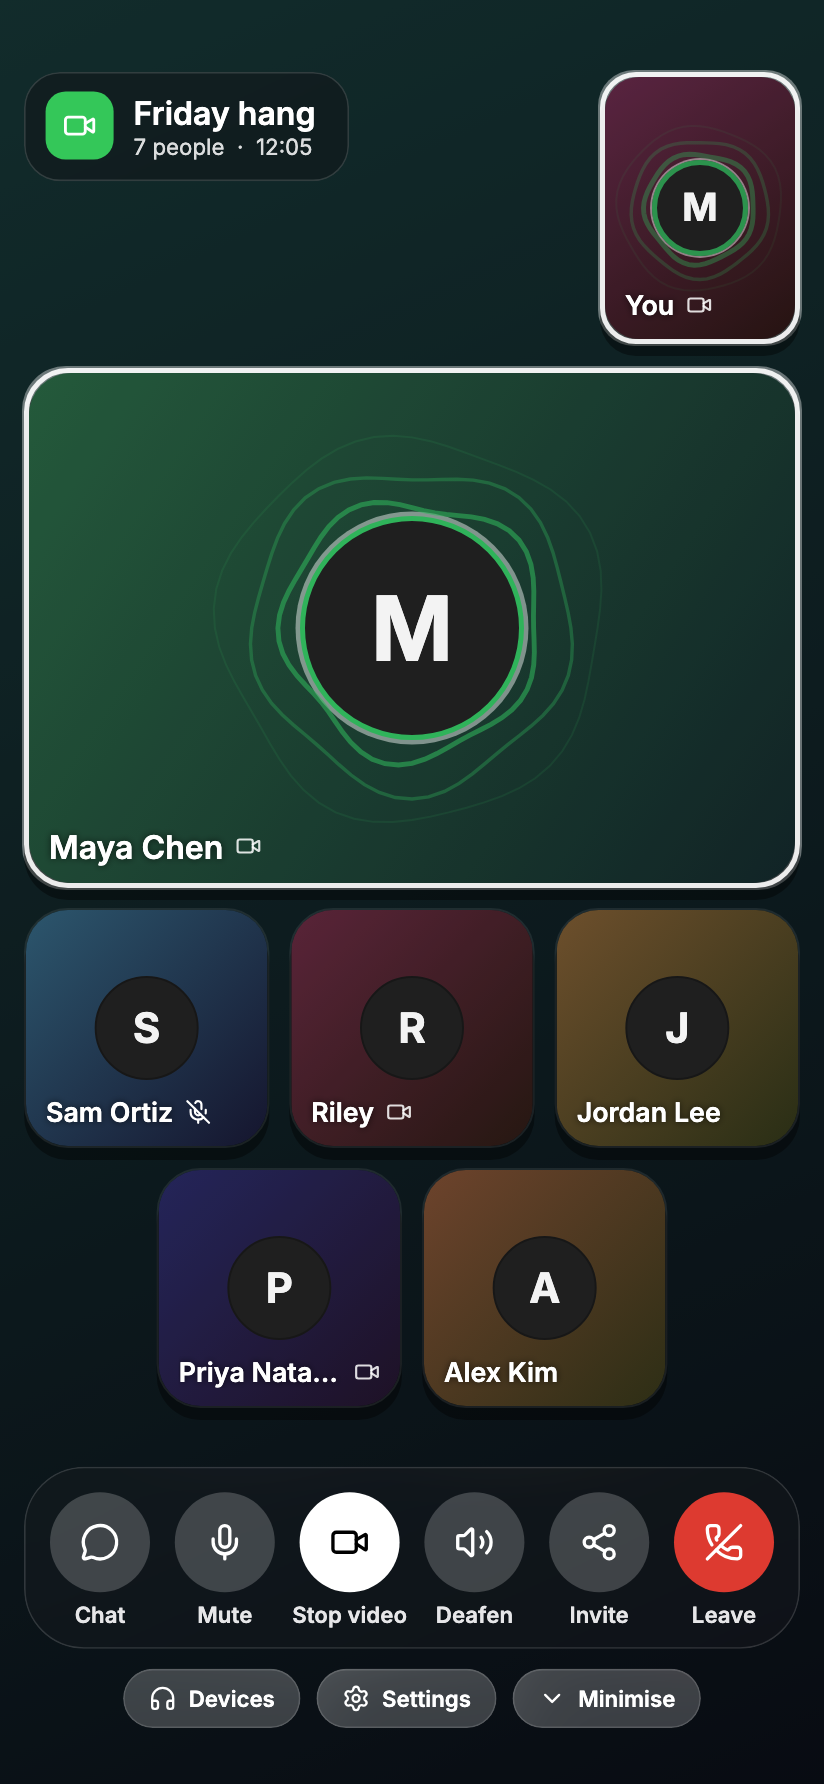 Friday hang
7 people · 12:05
M
You
M
Maya Chen
S
Sam Ortiz
R
Riley
J
Jordan Lee
P
Priya Nata...
A
Alex Kim
Chat
Mute
Stop video
Deafen
Invite
Leave
Devices
Settings
Minimise